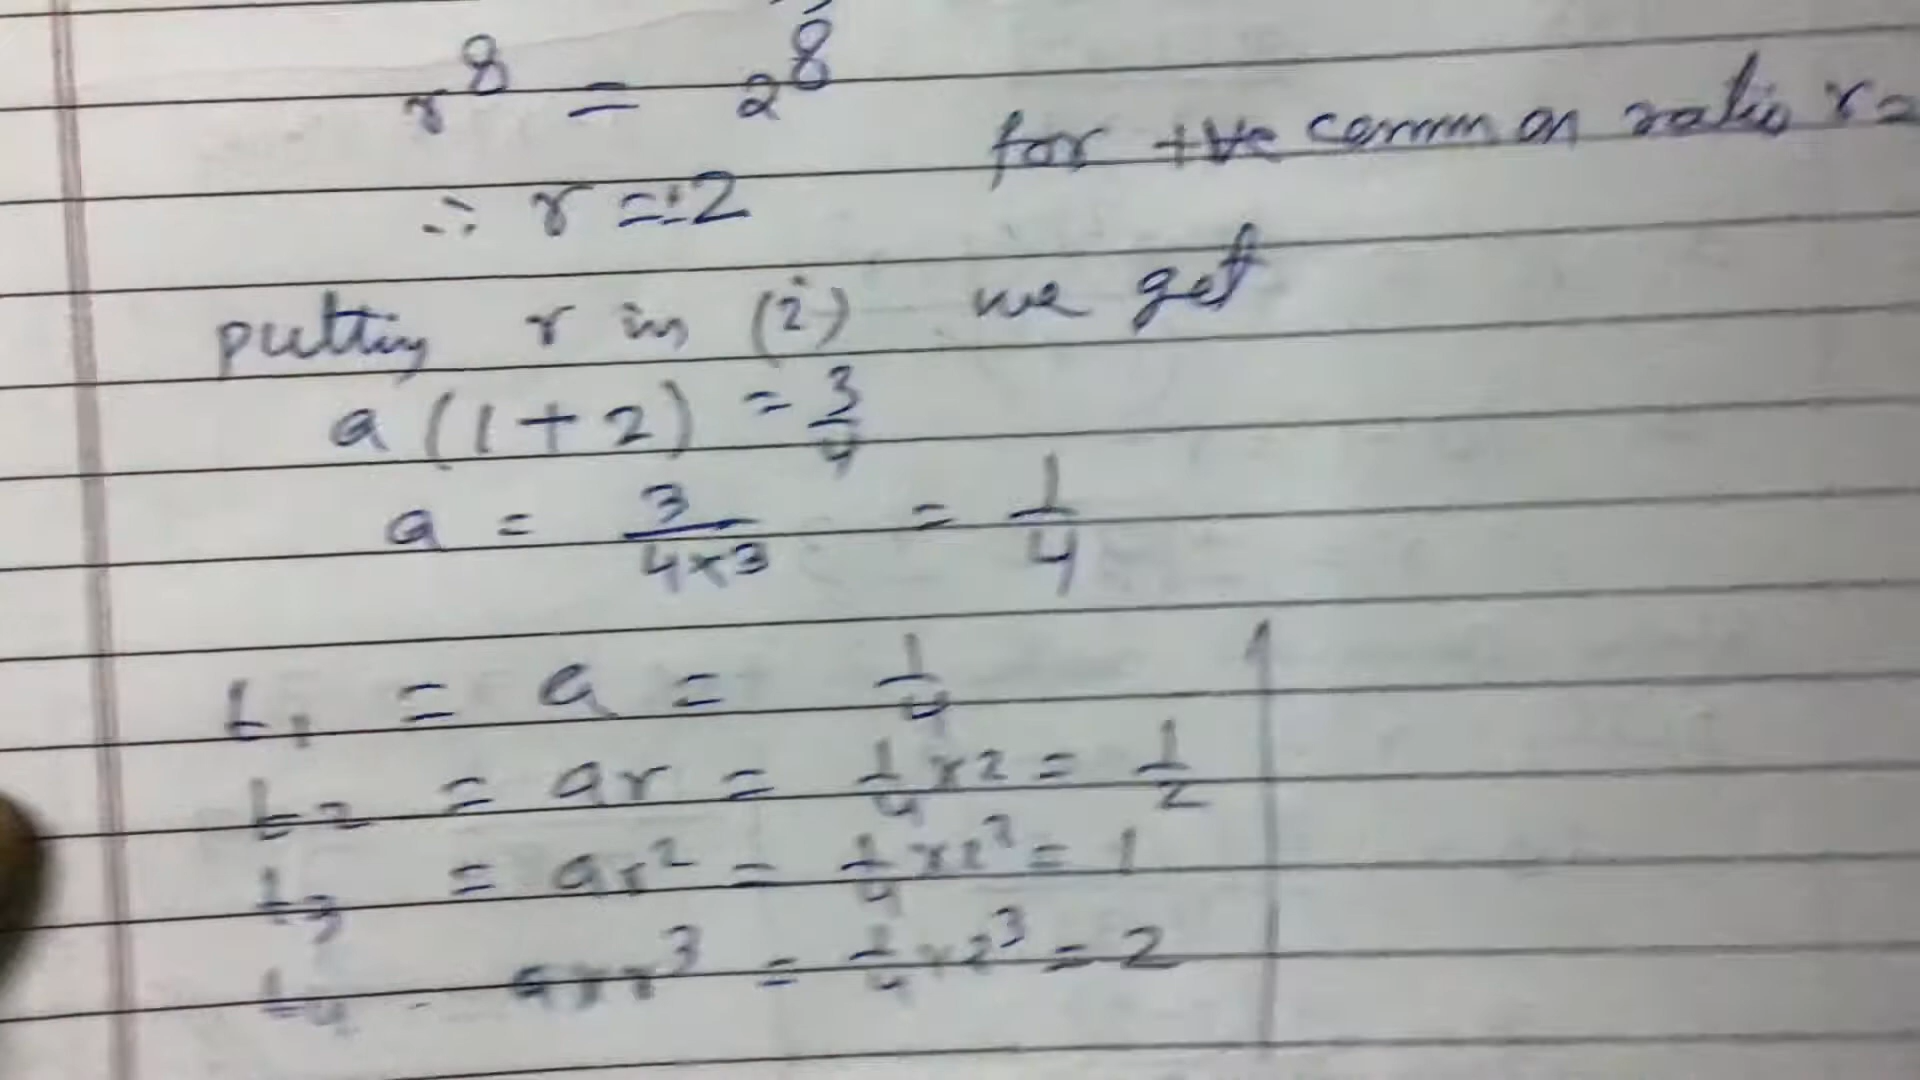 r⁸ = 2⁸
∴ r = ±2 for +ve common ratio r=
putting r in (i) we get
a (1+2) = 3/4
a = 3/(4×3) = 1/4
t₁ = a = 1/4
t₂ = ar = 1/4 × 2 = 1/2
t₃ = ar² = 1/4 × 2² = 1
t₄ = a×r³ = 1/4 × 2³ = 2